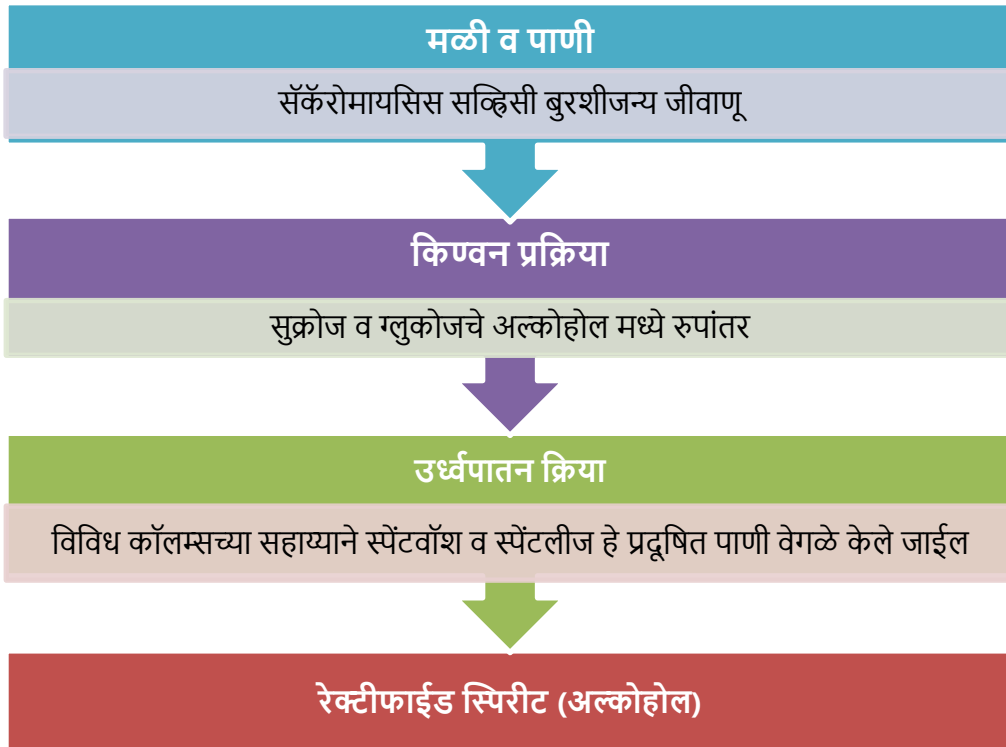 मळी व पाणी
सॅकॅरोमायसिस सव्हिसी बुरशीजन्य जीवाणू
किण्वन प्रक्रिया
सुक्रोज व ग्लुकोजचे अल्कोहोल मध्ये रुपांतर
उर्ध्वपातन क्रिया
विविध कॉलम्सच्या सहाय्याने स्पेंटवॉश व स्पेंटलीज हे प्रदूषित पाणी वेगळे केले जाईल
रेक्टीफाईड स्पिरीट (अल्कोहोल)